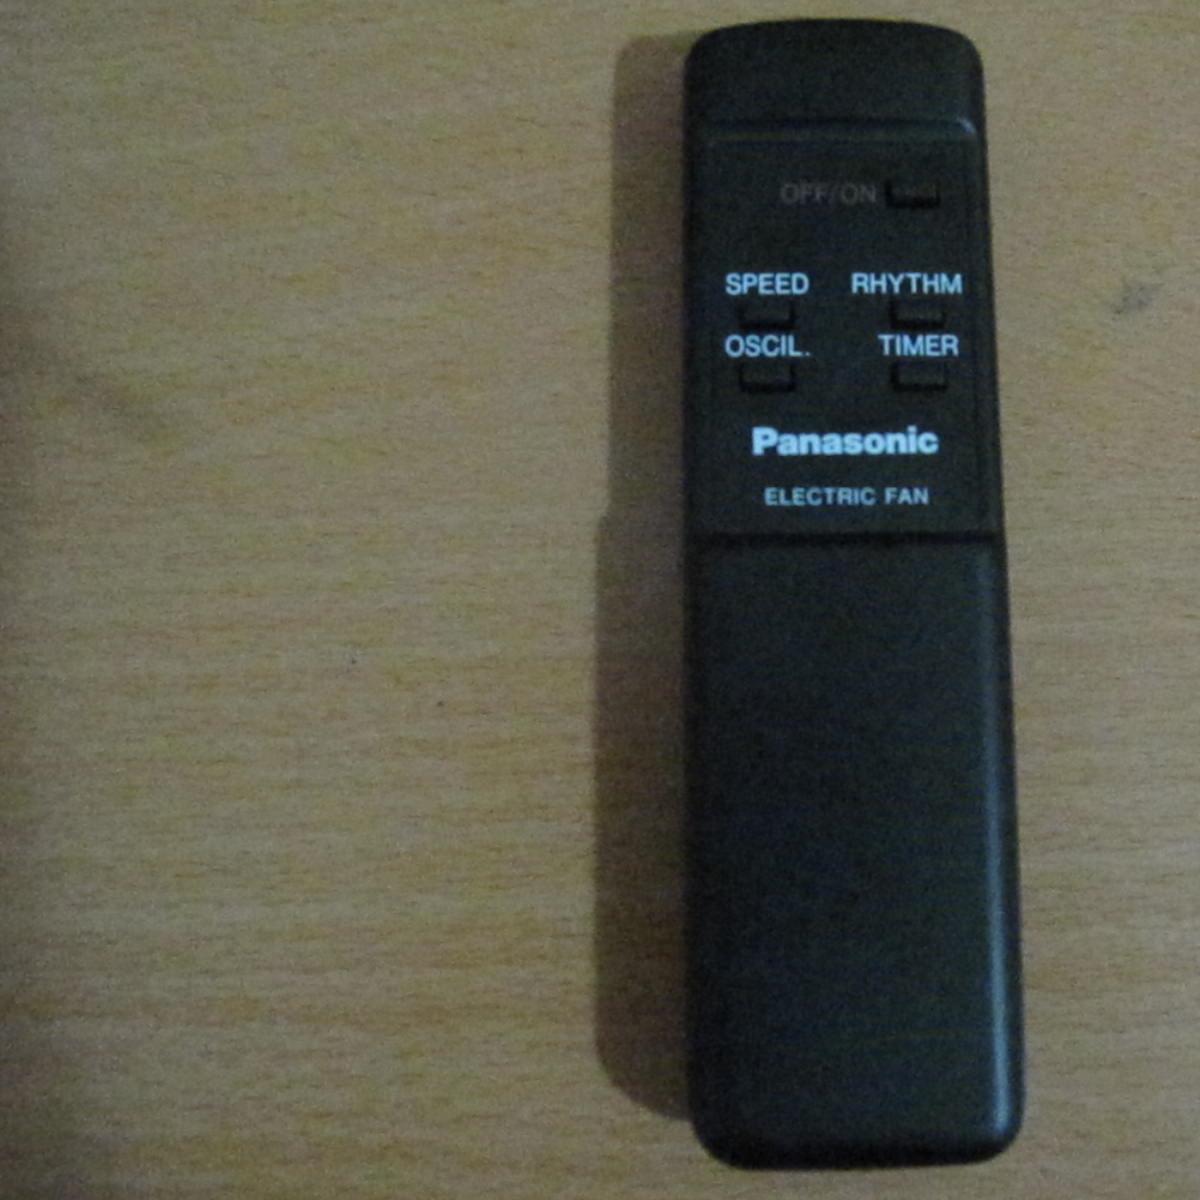 OFF/ON
SPEED RHYTHM
OSCIL. TIMER
Panasonic
ELECTRIC FAN